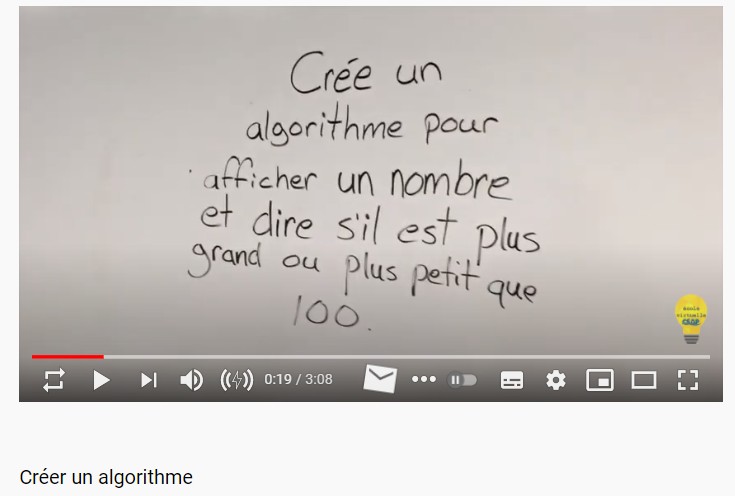 Crée un
algorithme pour
afficher un nombre
et dire s'il est plus
grand ou plus petit que
100.
0:19 / 3:08
Créer un algorithme